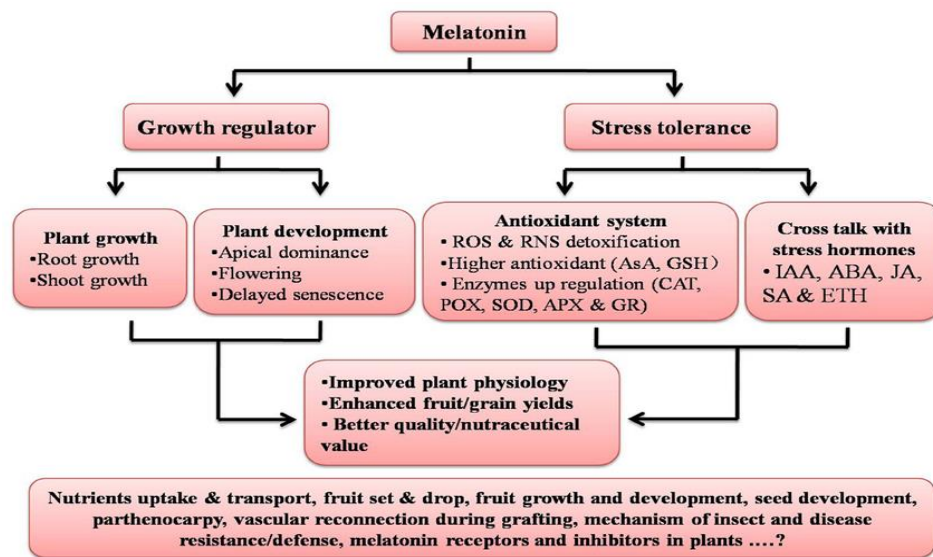 Melatonin
Growth regulator
Stress tolerance
Plant growth
•Root growth
•Shoot growth
Plant development
•Apical dominance
•Flowering
•Delayed senescence
Antioxidant system
• ROS & RNS detoxification
•Higher antioxidant (AsA, GSH)
• Enzymes up regulation (CAT,
POX, SOD, APX & GR)
Cross talk with
stress hormones
• IAA, ABA, JA,
SA & ETH
•Improved plant physiology
•Enhanced fruit/grain yields
• Better quality/nutraceutical
value
Nutrients uptake & transport, fruit set & drop, fruit growth and development, seed development,
parthenocarpy, vascular reconnection during grafting, mechanism of insect and disease
resistance/defense, melatonin receptors and inhibitors in plants ....?